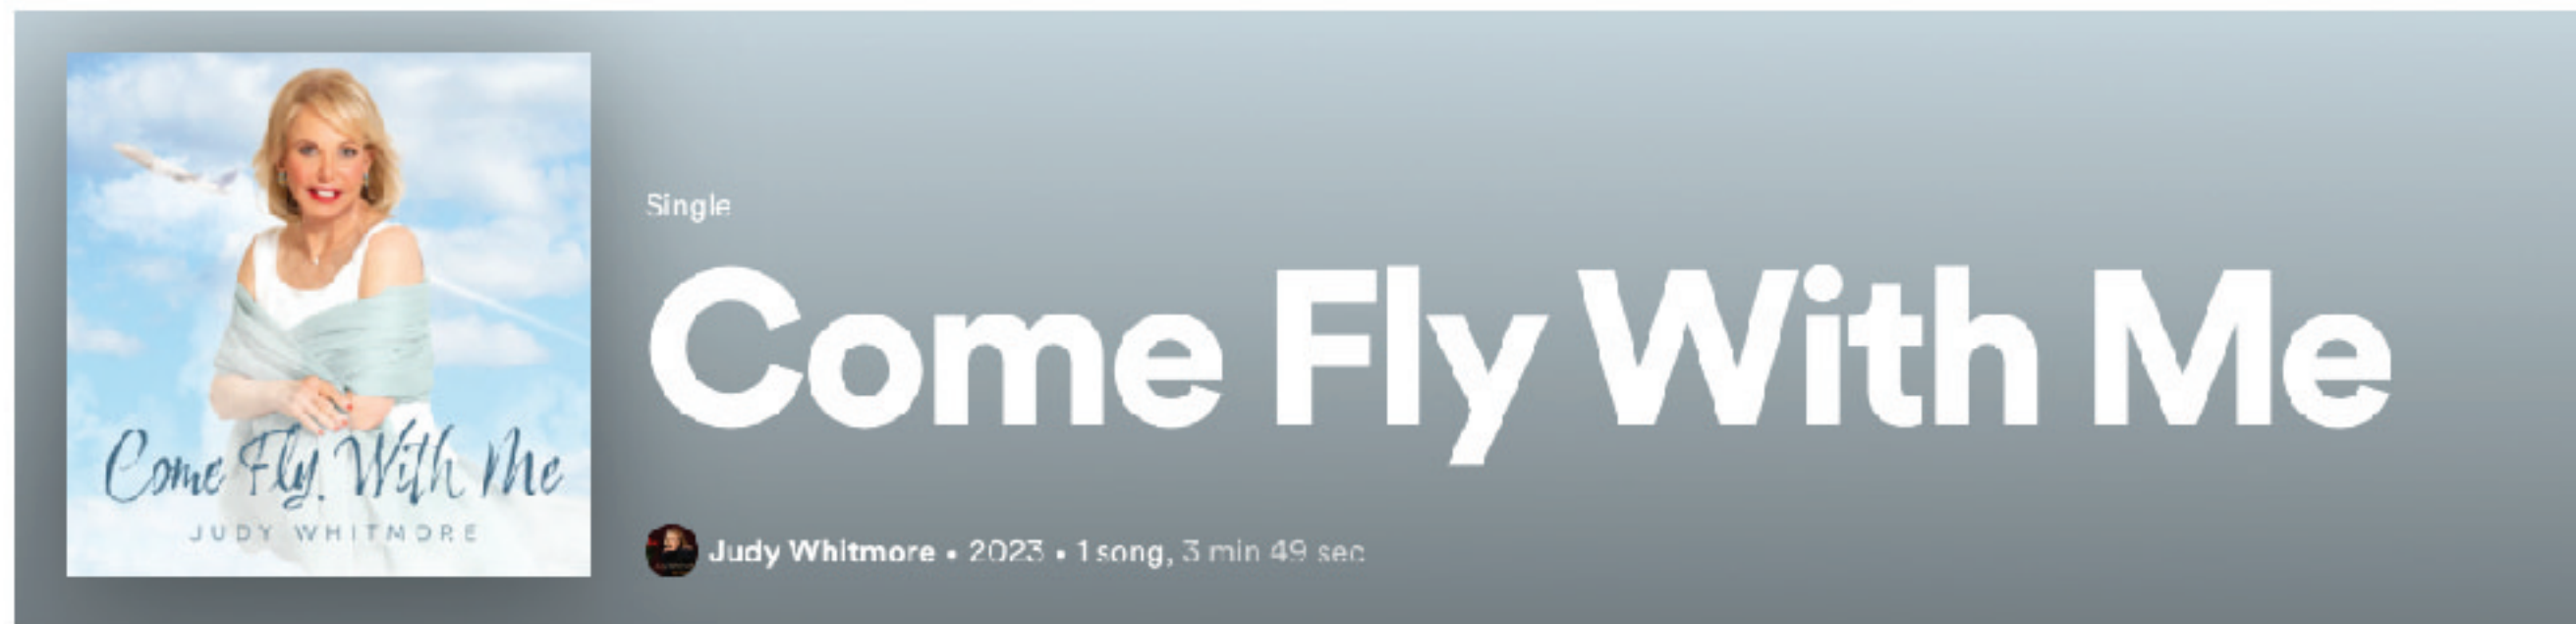 Come Fly With Me
JUDY WHITMORE
Single
Come Fly With Me
Judy Whitmore • 2023 • 1 song, 3 min 49 sec